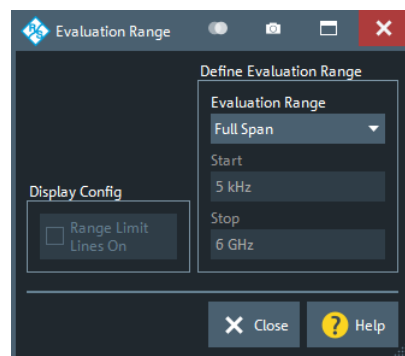 Evaluation Range
Define Evaluation Range
Evaluation Range
Full Span
Start
5 kHz
Display Config
Stop
Range Limit
Lines On
6 GHz
Close
Help